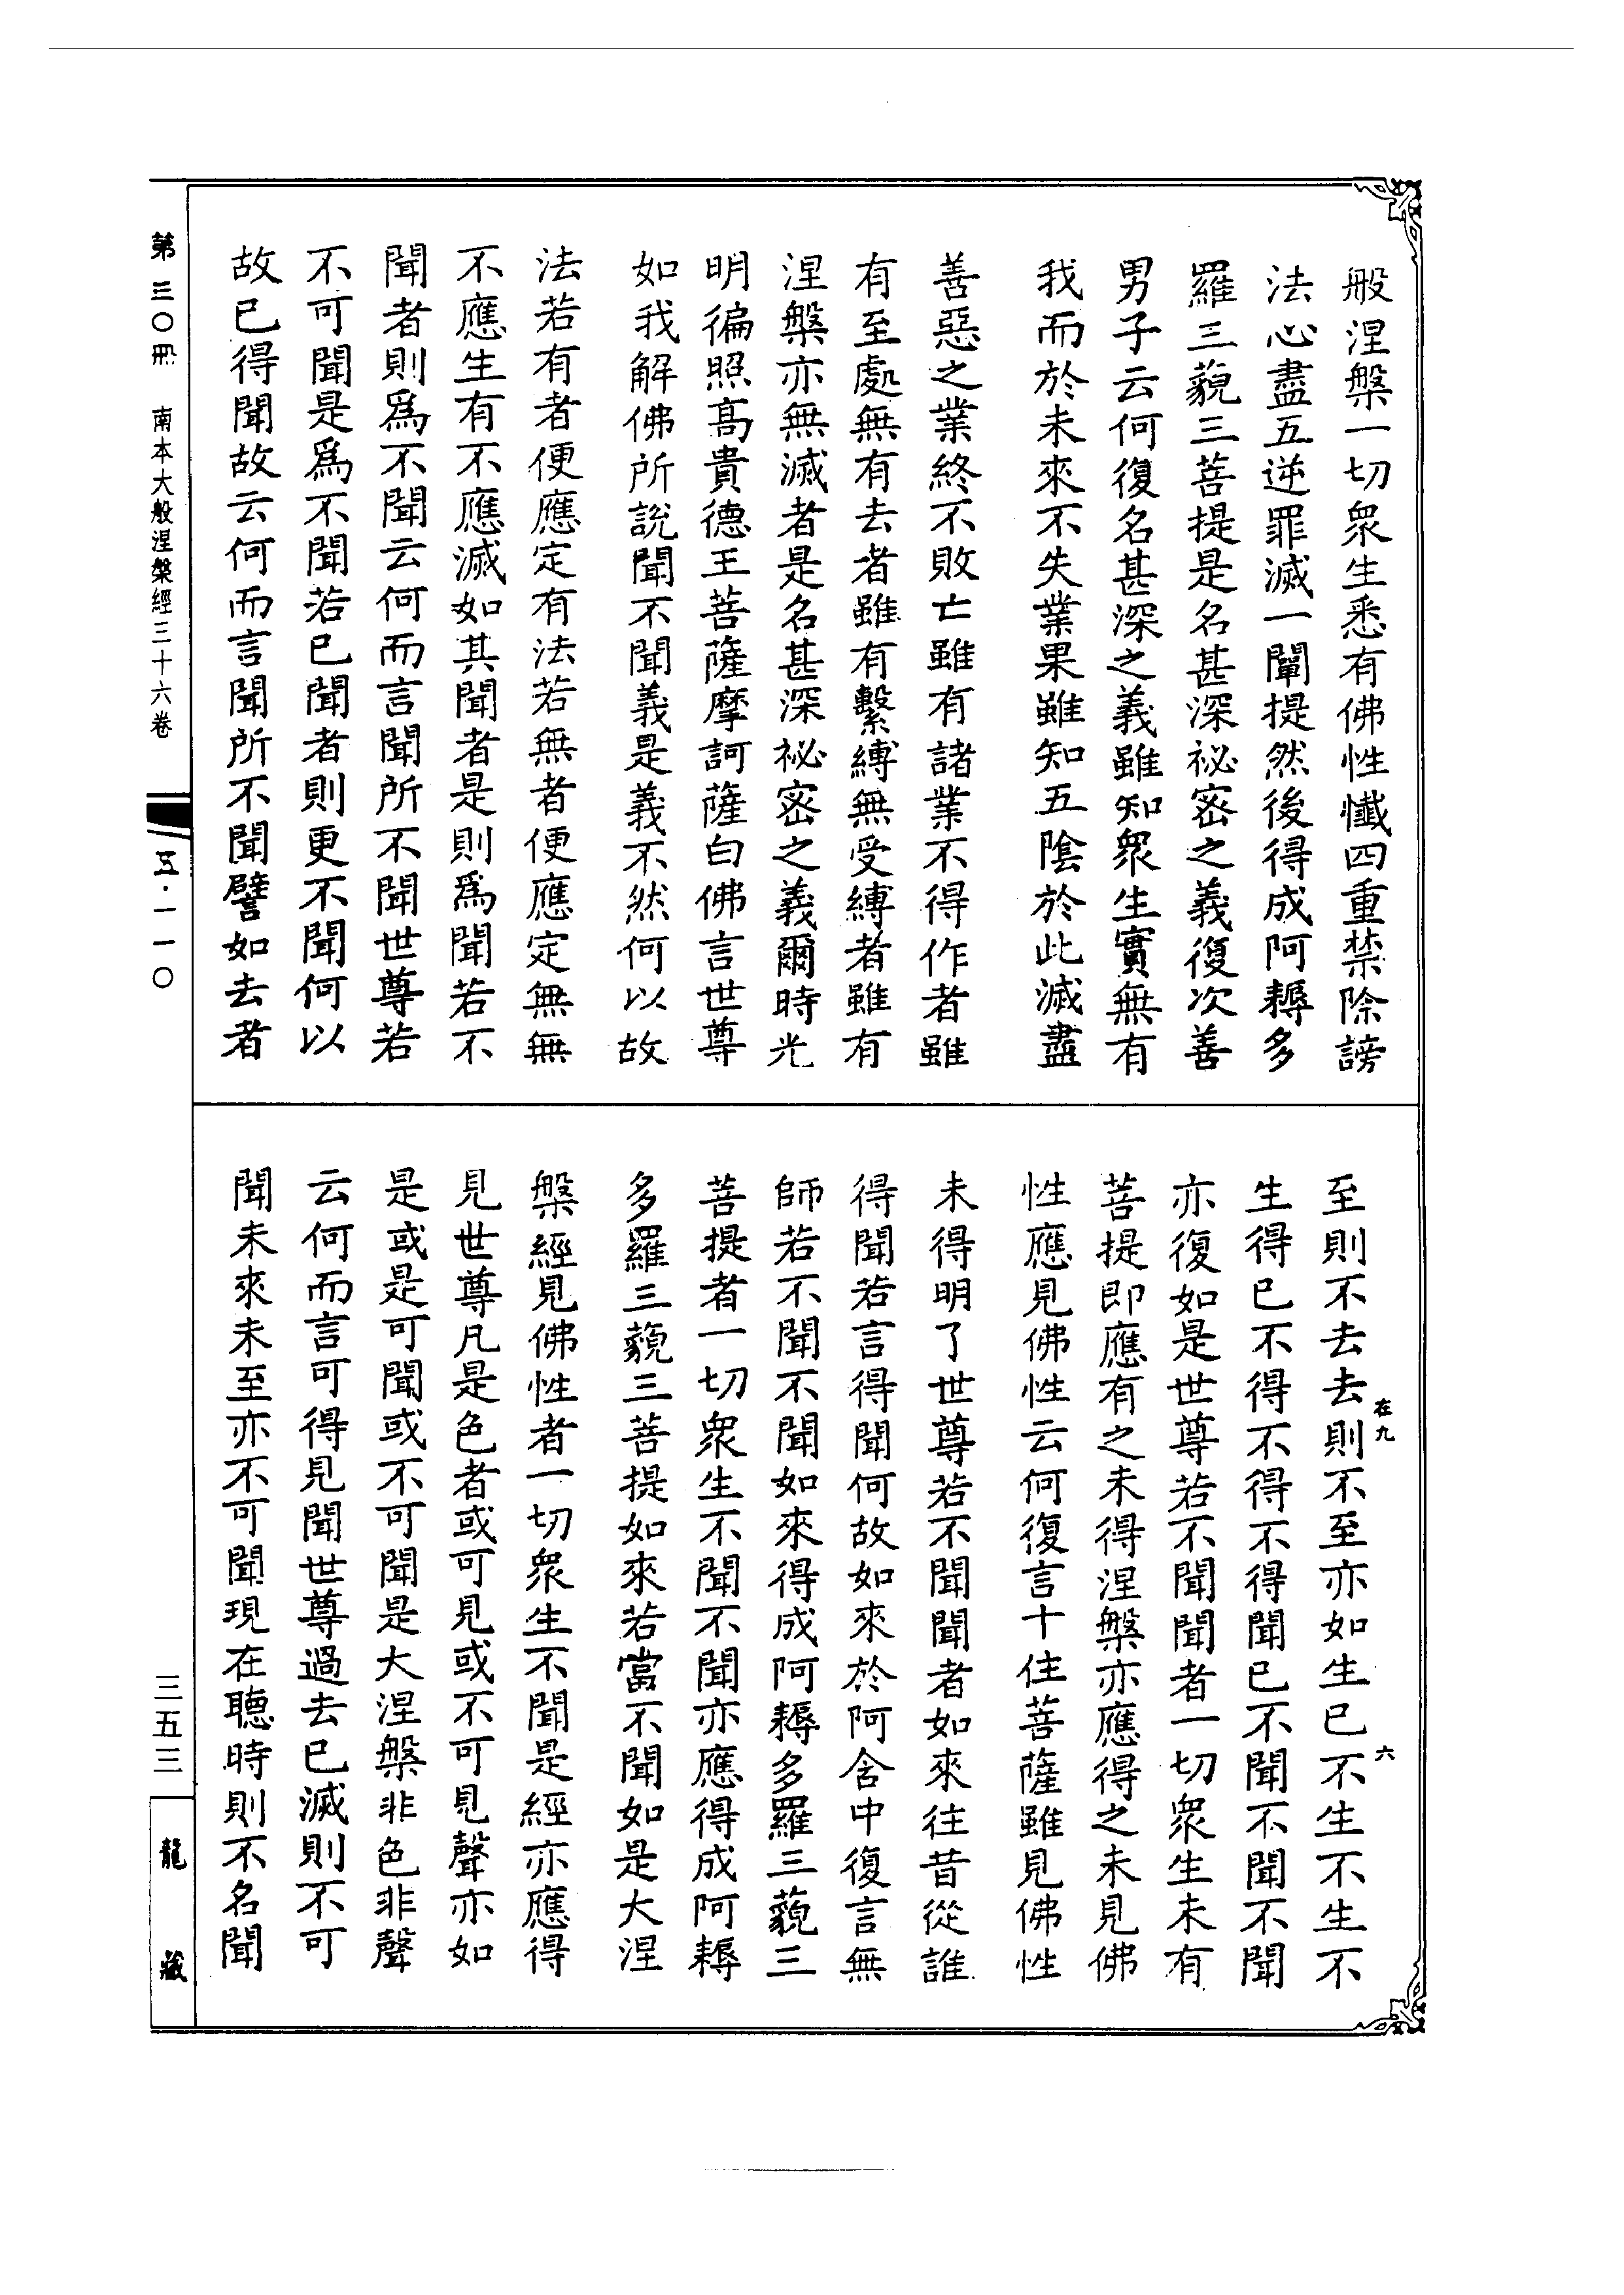 般涅槃一切衆生悉有佛性懺四重禁除謗
法心盡五逆罪滅一闡提然後得成阿耨多
羅三藐三菩提是名甚深祕密之義復次善
男子云何復名甚深之義雖知衆生實無有
我而於未來不失業果雖知五陰於此滅盡
善惡之業終不敗亡雖有諸業不得作者雖
有至處無有去者雖有繫縛無受縛者雖有
涅槃亦無滅者是名甚深祕密之義爾時光
明徧照高貴德王菩薩摩訶薩白佛言世尊
如我解佛所說聞不聞義是義不然何以故
法若有者便應定有法若無者便應定無無
不應生有不應滅如其聞者是則爲聞若不
聞者則爲不聞云何而言聞所不聞世尊若
不可聞是爲不聞若已聞者則更不聞何以
故已得聞故云何而言聞所不聞譬如去者
至則不去去則不至亦如生已不生不生不
生得已不得不得不得聞已不聞不聞不聞
亦復如是世尊若不聞聞者一切衆生未有
菩提即應有之未得涅槃亦應得之未見佛
性應見佛性云何復言十住菩薩雖見佛性
未得明了世尊若不聞聞者如來往昔從誰
得聞若言得聞何故如來於阿含中復言無
師若不聞不聞如來得成阿耨多羅三藐三
菩提者一切衆生不聞不聞亦應得成阿耨
多羅三藐三菩提如來若當不聞如是大涅
槃經見佛性者一切衆生不聞是經亦應得
見世尊凡是色者或可見或不可見聲亦如
是或是可聞或不可聞是大涅槃非色非聲
云何而言可得見聞世尊過去已滅則不可
聞未來未至亦不可聞現在聽時則不名聞
在九
六
第三〇冊 南本大般涅槃經三十六卷
五·一一〇
三五三
龍藏